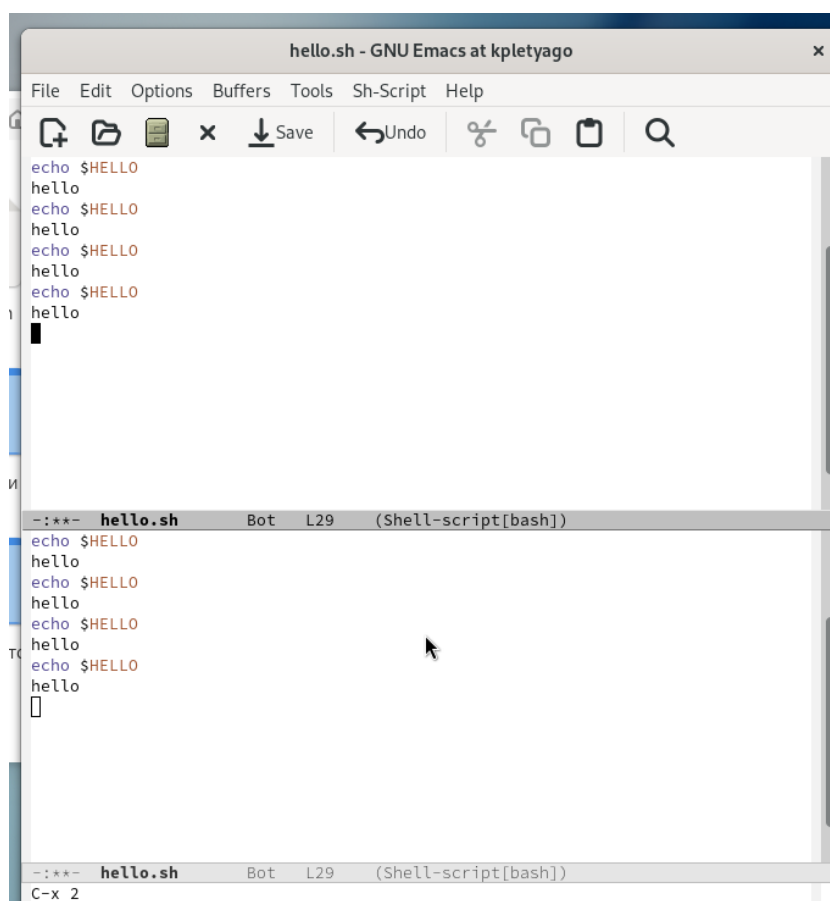 hello.sh - GNU Emacs at kpletyago
File Edit Options Buffers Tools Sh-Script Help
Save Undo
echo $HELLO
hello
echo $HELLO
hello
echo $HELLO
hello
echo $HELLO
hello
-:**- hello.sh Bot L29 (Shell-script[bash])
echo $HELLO
hello
echo $HELLO
hello
echo $HELLO
hello
echo $HELLO
hello
-:**- hello.sh Bot L29 (Shell-script[bash])
C-x 2